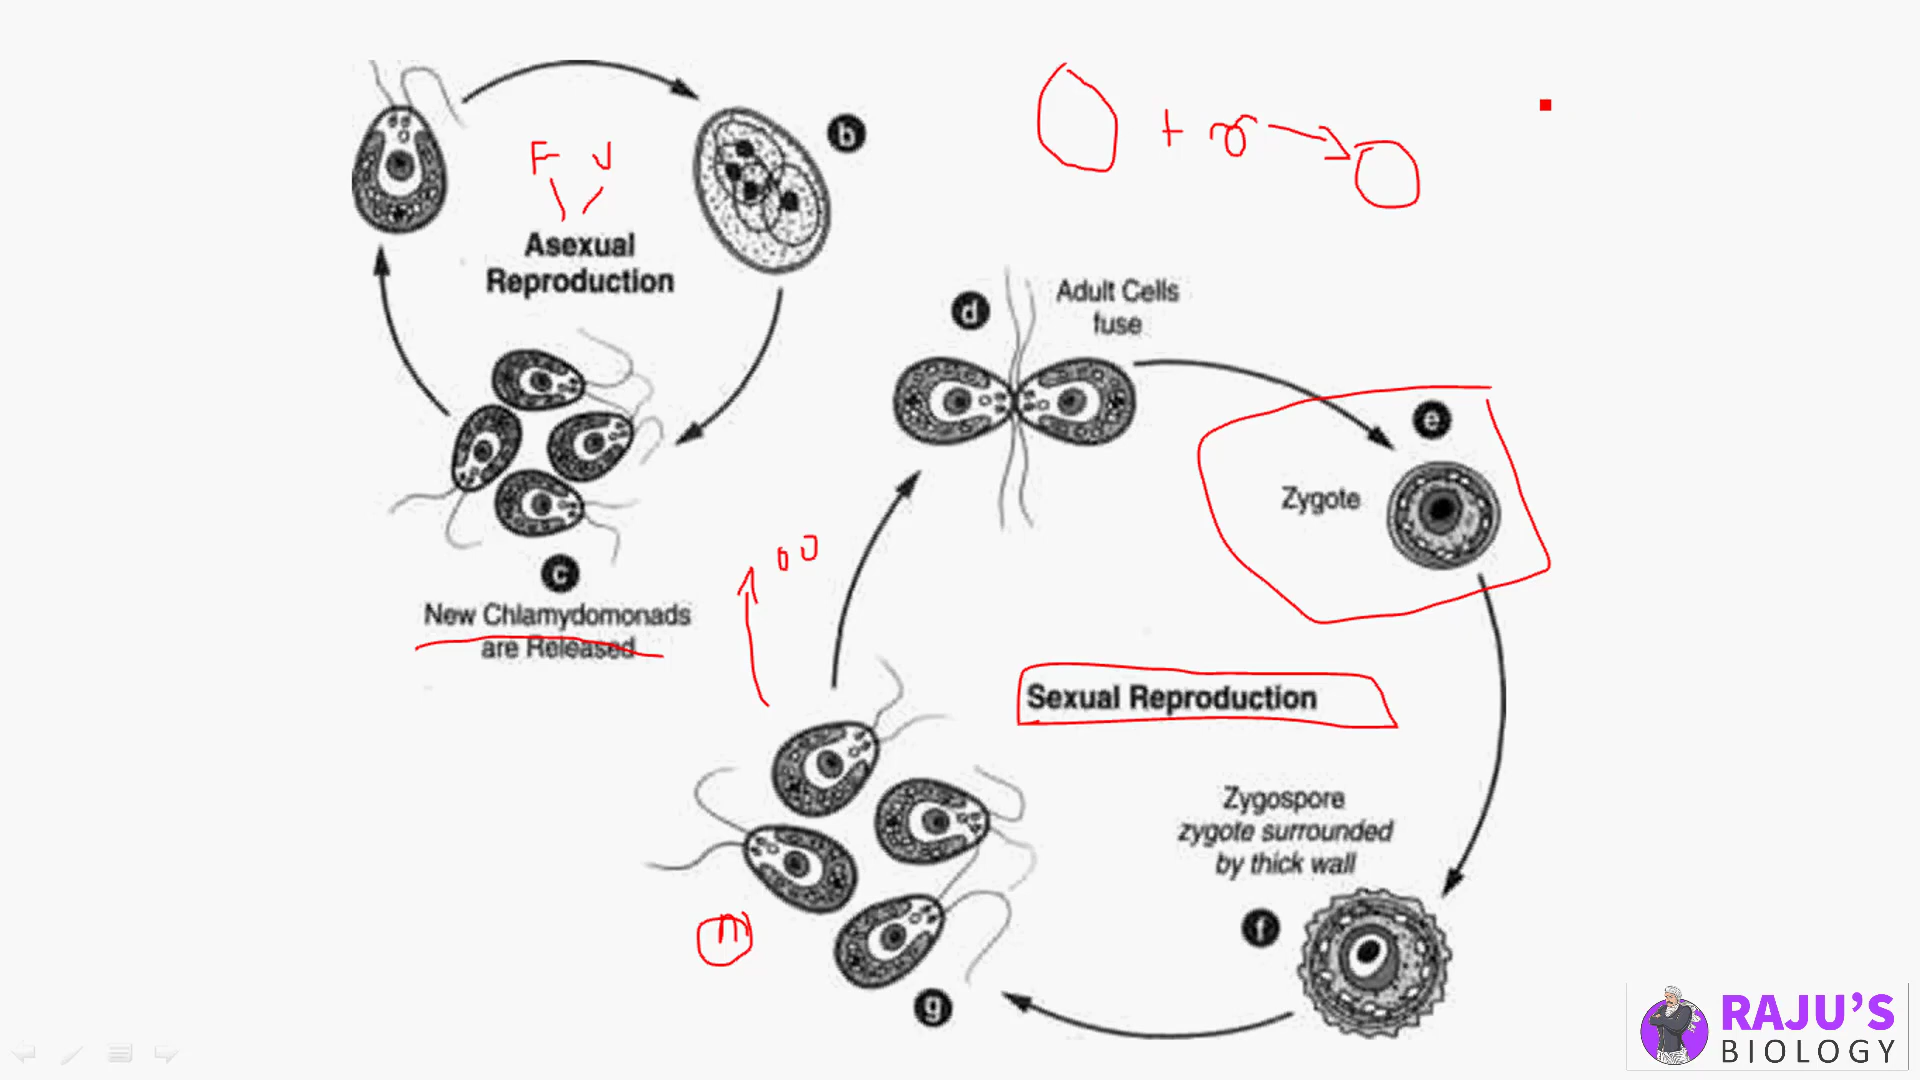 b
F V
Asexual
Reproduction
+
d
Adult Cells
fuse
e
Zygote
c
New Chlamydomonads
are Released
Sexual Reproduction
Zygospore
zygote surrounded
by thick wall
f
n
g
RAJU'S
BIOLOGY